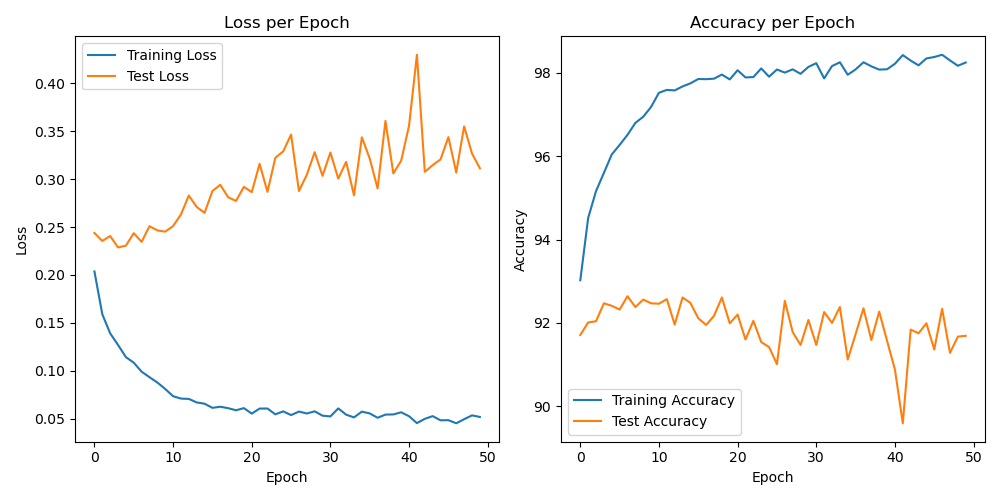 Loss per Epoch
Training Loss
Test Loss
0.40
0.35
0.30
0.25
0.20
0.15
0.10
0.05
Loss
0
10
20
30
40
50
Epoch
Accuracy per Epoch
98
96
94
92
90
Accuracy
Training Accuracy
Test Accuracy
0
10
20
30
40
50
Epoch